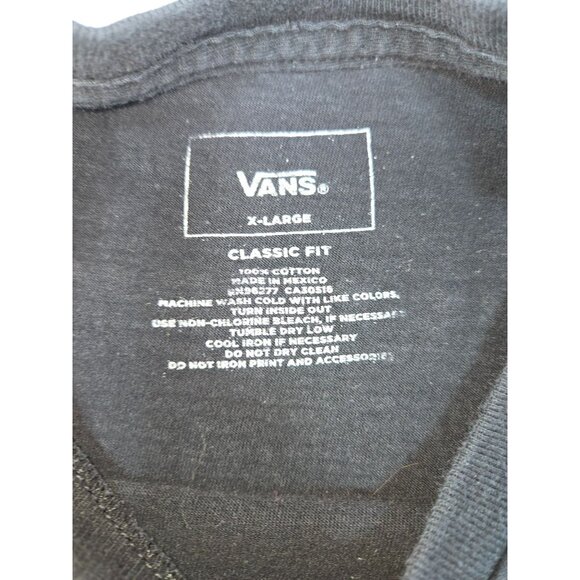 VANS®
X-LARGE
CLASSIC FIT
100% COTTON
MADE IN MEXICO
RN96277 CA30516
MACHINE WASH COLD WITH LIKE COLORS,
TURN INSIDE OUT
USE NON-CHLORINE BLEACH, IF NECESSARY
TUMBLE DRY LOW
COOL IRON IF NECESSARY
DO NOT DRY CLEAN
DO NOT IRON PRINT AND ACCESSORIES